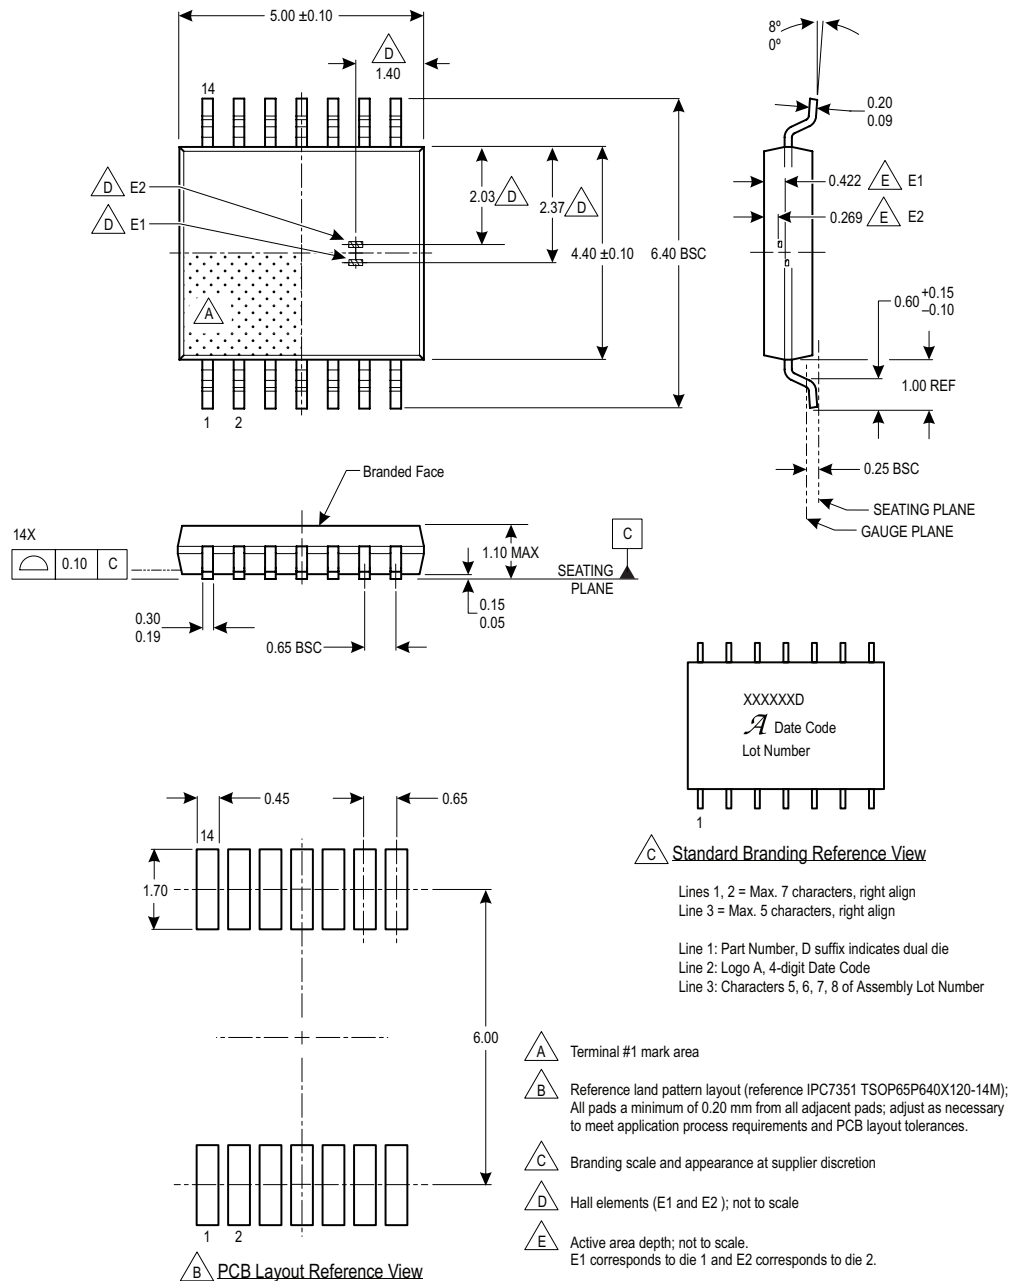 5.00 ±0.10
D
1.40
14
D E2
D E1
2.03 D
2.37 D
4.40 ±0.10
6.40 BSC
A
1 2
8º
0º
0.20
0.09
0.422 E E1
0.269 E E2
0.60 +0.15
–0.10
1.00 REF
0.25 BSC
SEATING PLANE
GAUGE PLANE
Branded Face
14X
0.10 C
1.10 MAX
C
SEATING
PLANE
0.15
0.05
0.30
0.19
0.65 BSC
XXXXXXD
A Date Code
Lot Number
1
C Standard Branding Reference View
Lines 1, 2 = Max. 7 characters, right align
Line 3 = Max. 5 characters, right align
Line 1: Part Number, D suffix indicates dual die
Line 2: Logo A, 4-digit Date Code
Line 3: Characters 5, 6, 7, 8 of Assembly Lot Number
0.45
0.65
14
1.70
6.00
1 2
B PCB Layout Reference View
A Terminal #1 mark area
B Reference land pattern layout (reference IPC7351 TSOP65P640X120-14M);
All pads a minimum of 0.20 mm from all adjacent pads; adjust as necessary
to meet application process requirements and PCB layout tolerances.
C Branding scale and appearance at supplier discretion
D Hall elements (E1 and E2 ); not to scale
E Active area depth; not to scale.
E1 corresponds to die 1 and E2 corresponds to die 2.